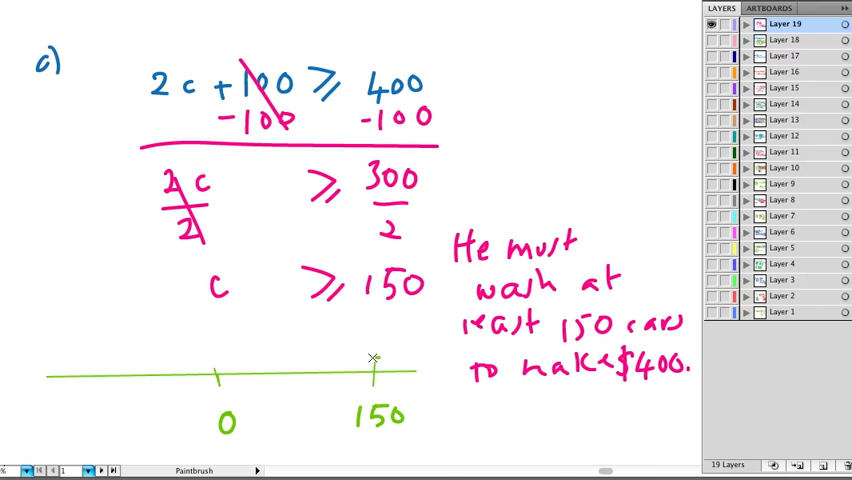 LAYERS ARTBOARDS
a)
2c + 100 ⩾ 400
-100 -100
2c ⩾ 300
2 2
c ⩾ 150
He must
wash at
least 150 cars
to make $400.
0 150
Layer 19
Layer 18
Layer 17
Layer 16
Layer 15
Layer 14
Layer 13
Layer 12
Layer 11
Layer 10
Layer 9
Layer 8
Layer 7
Layer 6
Layer 5
Layer 4
Layer 3
Layer 2
Layer 1
19 Layers
% 1 Paintbrush